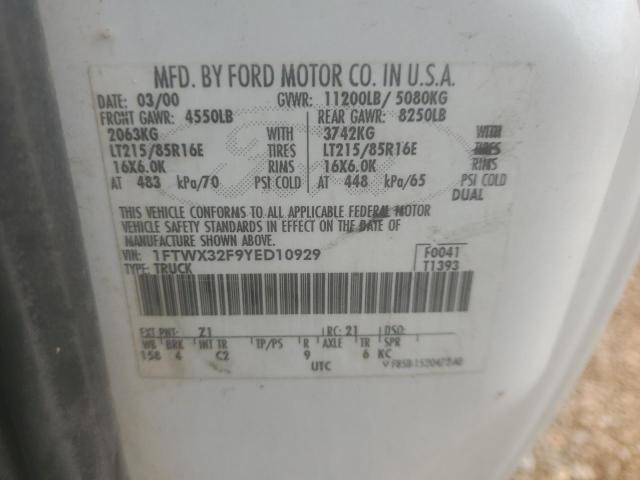 MFD. BY FORD MOTOR CO. IN U.S.A.
DATE: 03/00 GVWR: 11200LB/ 5080KG
FRONT GAWR: 4550LB REAR GAWR: 8250LB
2063KG WITH 3742KG WITH
LT215/85R16E TIRES LT215/85R16E TIRES
16X6.0K RIMS 16X6.0K RIMS
AT 483 kPa/70 PSI COLD AT 448 kPa/65 PSI COLD
DUAL
THIS VEHICLE CONFORMS TO ALL APPLICABLE FEDERAL MOTOR
VEHICLE SAFETY STANDARDS IN EFFECT ON THE DATE OF
MANUFACTURE SHOWN ABOVE.
VIN: 1FTWX32F9YED10929 F0041
TYPE: TRUCK T1393
EXT PNT: Z1 RC: 21 DSO:
WB BRK INT TR TP/PS R AXLE TR SPR
158 4 C2 9 6 KC
UTC